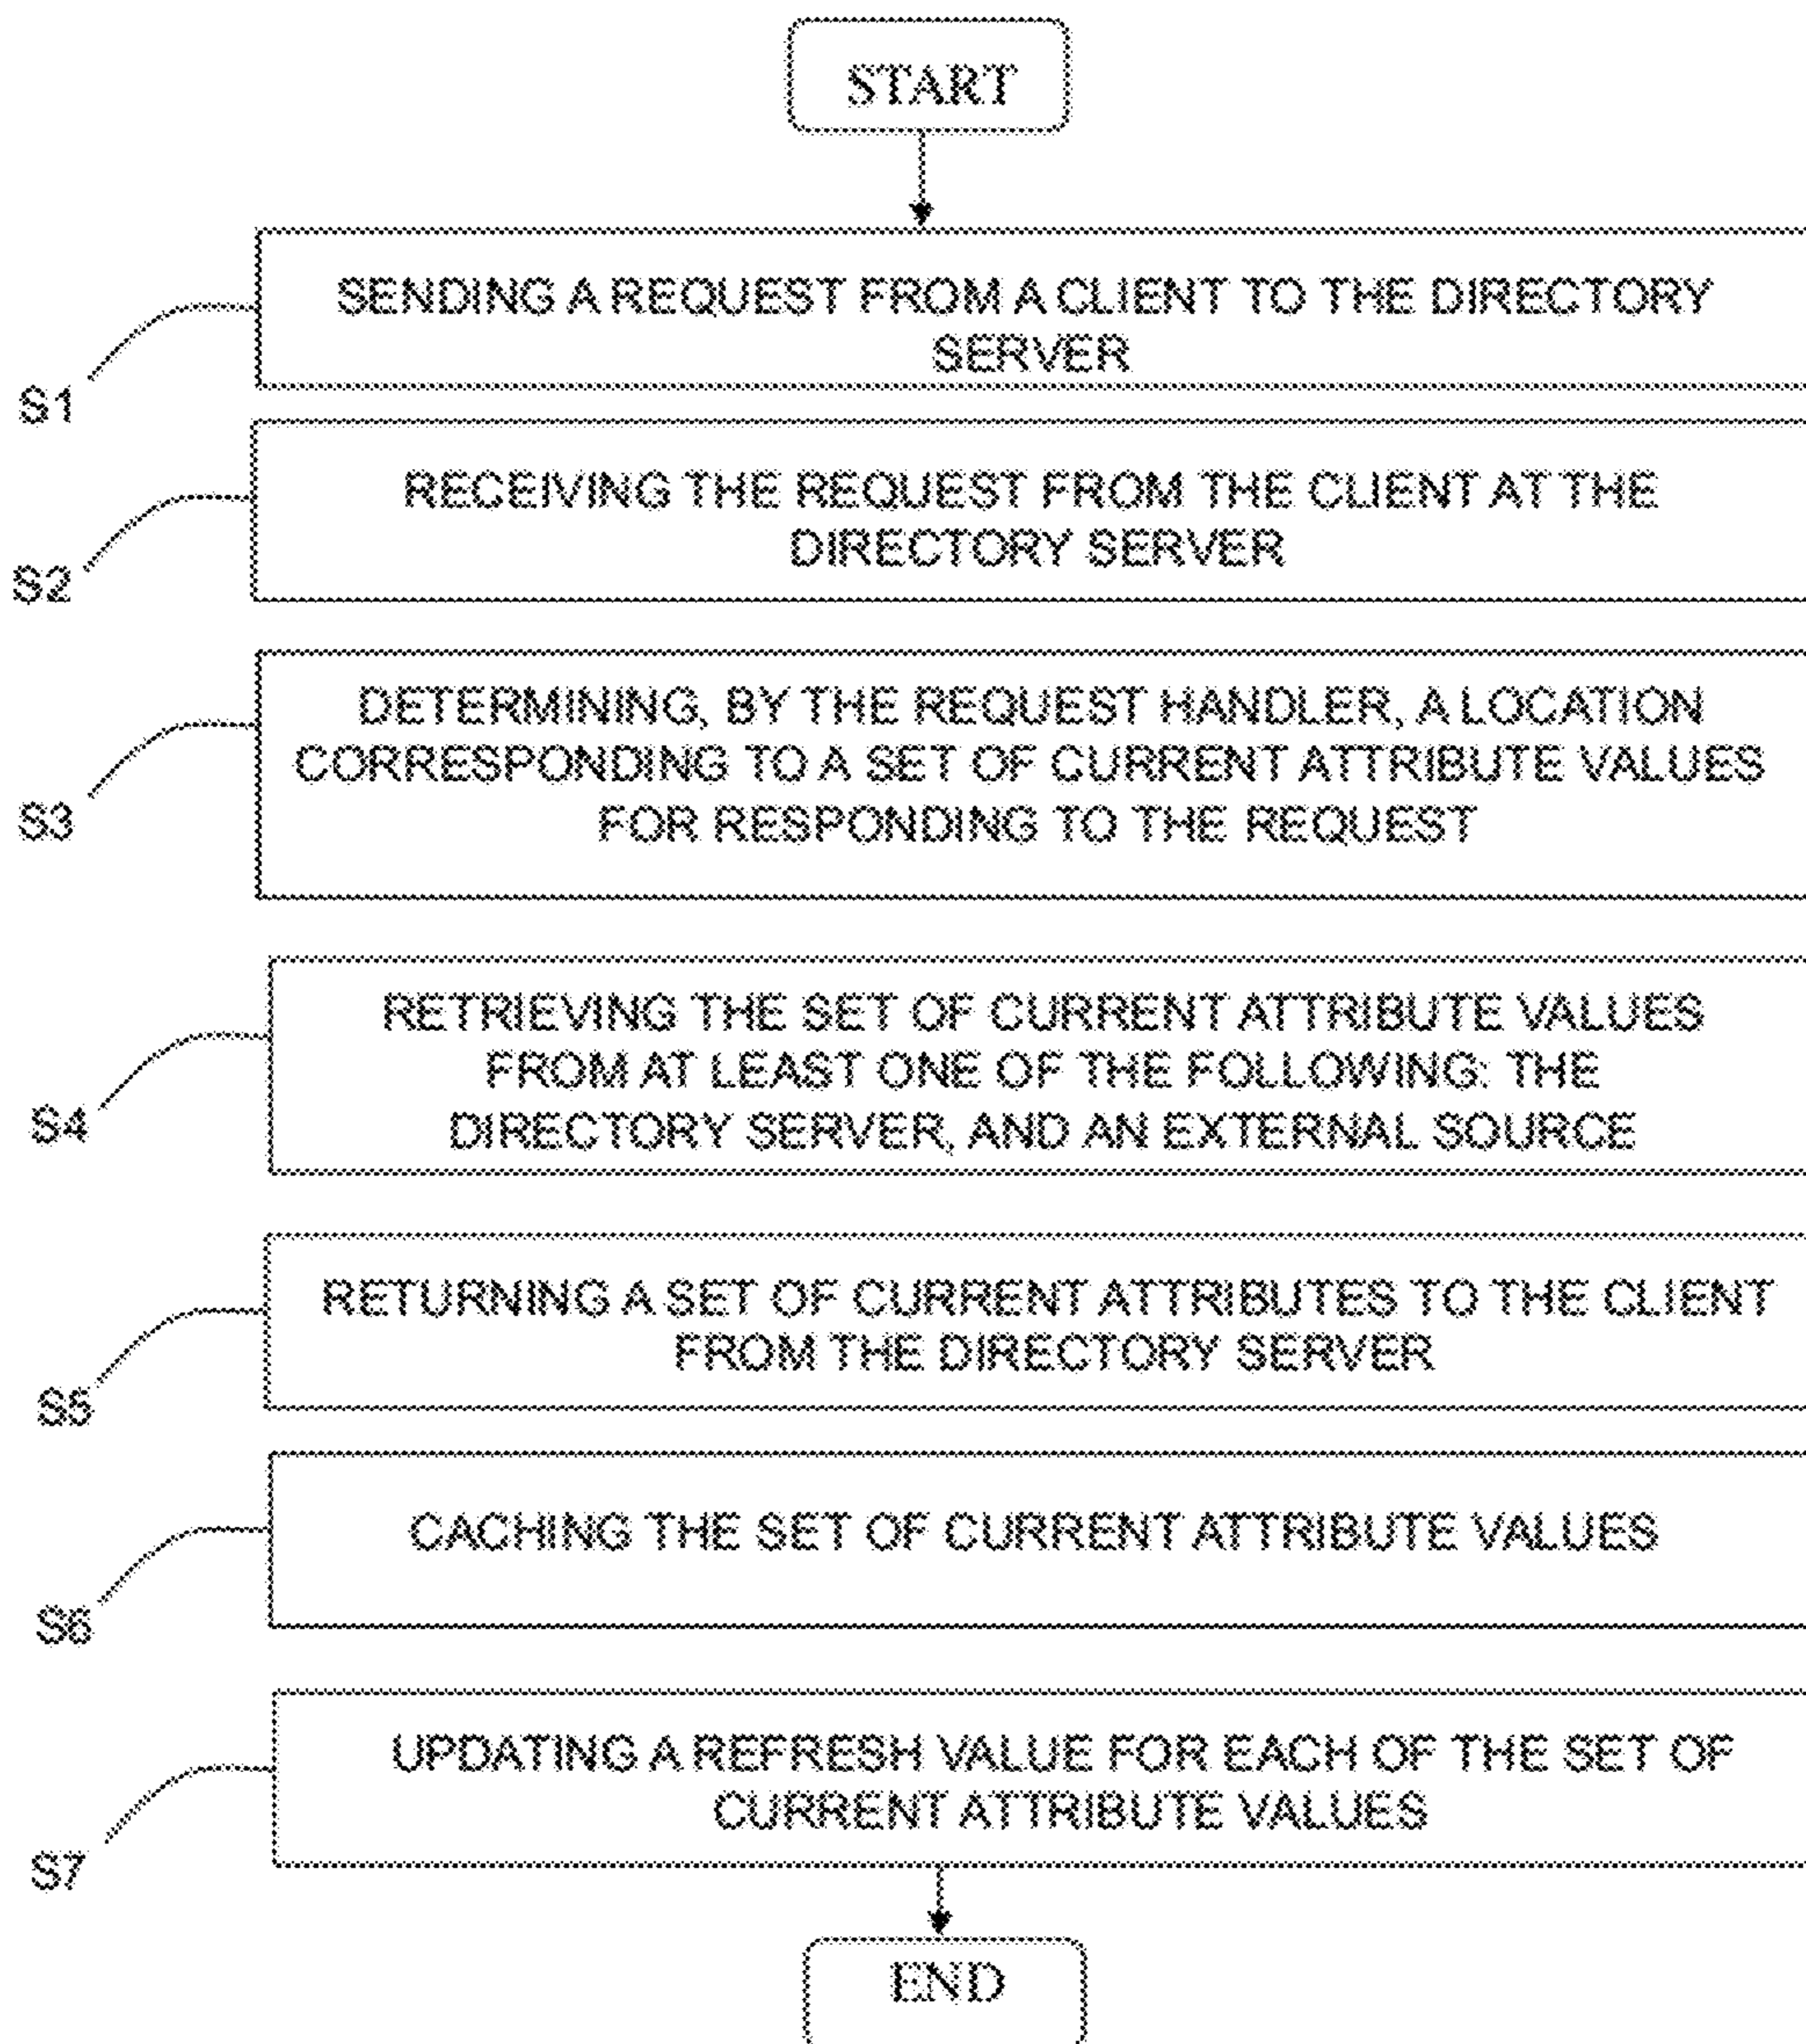 START
SENDING A REQUEST FROM A CLIENT TO THE DIRECTORY
SERVER
S1
RECEIVING THE REQUEST FROM THE CLIENT AT THE
DIRECTORY SERVER
S2
DETERMINING, BY THE REQUEST HANDLER, A LOCATION
CORRESPONDING TO A SET OF CURRENT ATTRIBUTE VALUES
FOR RESPONDING TO THE REQUEST
S3
RETRIEVING THE SET OF CURRENT ATTRIBUTE VALUES
FROM AT LEAST ONE OF THE FOLLOWING: THE
DIRECTORY SERVER, AND AN EXTERNAL SOURCE
S4
RETURNING A SET OF CURRENT ATTRIBUTES TO THE CLIENT
FROM THE DIRECTORY SERVER
S5
CACHING THE SET OF CURRENT ATTRIBUTE VALUES
S6
UPDATING A REFRESH VALUE FOR EACH OF THE SET OF
CURRENT ATTRIBUTE VALUES
S7
END